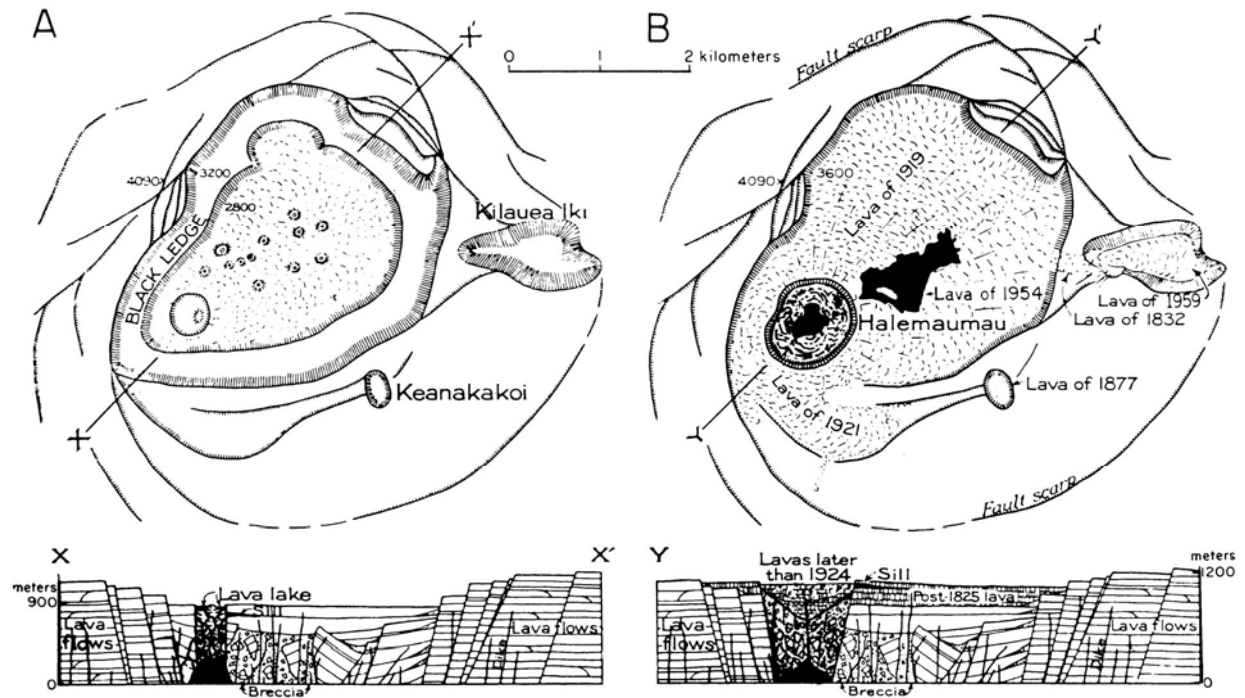 A
X'
0 1 2 kilometers
4090
3200
2800
BLACK LEDGE
Kilauea Iki
Keanakakoi
X
B
Fault scarp
Y'
4090
3600
Lava of 1919
Lava of 1954
Lava of 1959
Lava of 1832
Halemaumau
Lava of 1877
Lava of 1921
Y
Fault scarp
X
X'
meters
900
0
Lava lake
Sill
Lava
flows
Lava flows
Dike
Breccia
Y
Y'
meters
1200
0
Lavas later
than 1924
Sill
Post-1825 lava
Lava
flows
Lava flows
Dike
Breccia